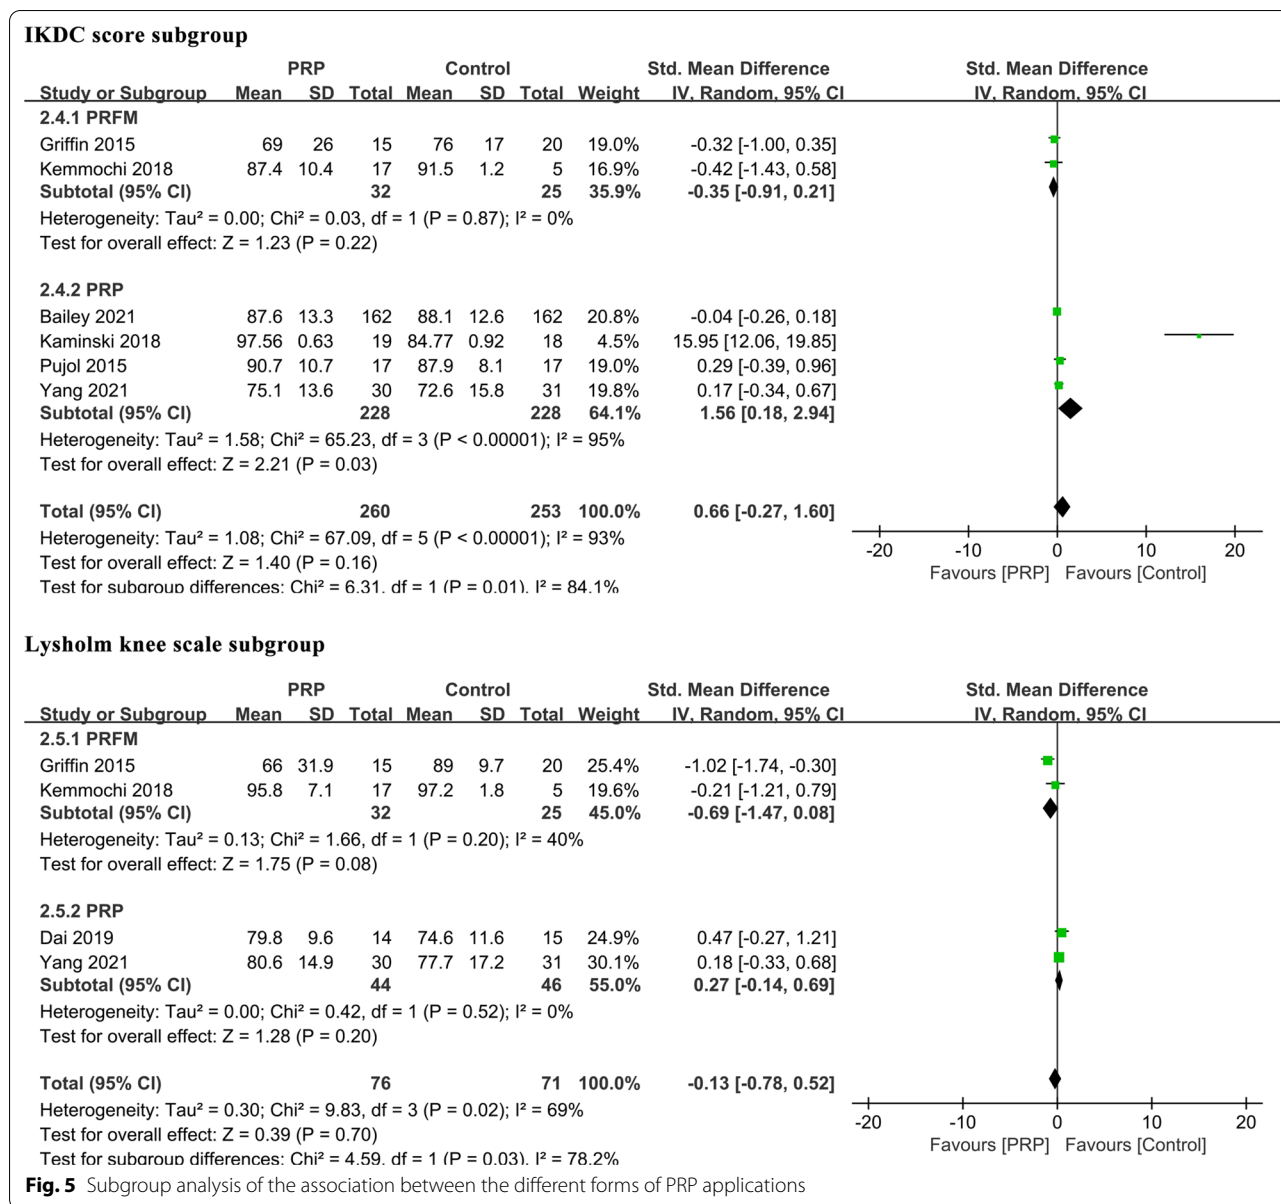 IKDC score subgroup
PRP Control Std. Mean Difference Std. Mean Difference
Study or Subgroup Mean SD Total Mean SD Total Weight IV, Random, 95% CI IV, Random, 95% CI
2.4.1 PRFM
Griffin 2015 69 26 15 76 17 20 19.0% -0.32 [-1.00, 0.35]
Kemmochi 2018 87.4 10.4 17 91.5 1.2 5 16.9% -0.42 [-1.43, 0.58]
Subtotal (95% CI) 32 25 35.9% -0.35 [-0.91, 0.21]
Heterogeneity: Tau² = 0.00; Chi² = 0.03, df = 1 (P = 0.87); I² = 0%
Test for overall effect: Z = 1.23 (P = 0.22)
2.4.2 PRP
Bailey 2021 87.6 13.3 162 88.1 12.6 162 20.8% -0.04 [-0.26, 0.18]
Kaminski 2018 97.56 0.63 19 84.77 0.92 18 4.5% 15.95 [12.06, 19.85]
Pujol 2015 90.7 10.7 17 87.9 8.1 17 19.0% 0.29 [-0.39, 0.96]
Yang 2021 75.1 13.6 30 72.6 15.8 31 19.8% 0.17 [-0.34, 0.67]
Subtotal (95% CI) 228 228 64.1% 1.56 [0.18, 2.94]
Heterogeneity: Tau² = 1.58; Chi² = 65.23, df = 3 (P < 0.00001); I² = 95%
Test for overall effect: Z = 2.21 (P = 0.03)
Total (95% CI) 260 253 100.0% 0.66 [-0.27, 1.60]
Heterogeneity: Tau² = 1.08; Chi² = 67.09, df = 5 (P < 0.00001); I² = 93%
Test for overall effect: Z = 1.40 (P = 0.16)
Test for subgroup differences: Chi² = 6.31, df = 1 (P = 0.01), I² = 84.1%
-20 -10 0 10 20
Favours [PRP] Favours [Control]
Lysholm knee scale subgroup
PRP Control Std. Mean Difference Std. Mean Difference
Study or Subgroup Mean SD Total Mean SD Total Weight IV, Random, 95% CI IV, Random, 95% CI
2.5.1 PRFM
Griffin 2015 66 31.9 15 89 9.7 20 25.4% -1.02 [-1.74, -0.30]
Kemmochi 2018 95.8 7.1 17 97.2 1.8 5 19.6% -0.21 [-1.21, 0.79]
Subtotal (95% CI) 32 25 45.0% -0.69 [-1.47, 0.08]
Heterogeneity: Tau² = 0.13; Chi² = 1.66, df = 1 (P = 0.20); I² = 40%
Test for overall effect: Z = 1.75 (P = 0.08)
2.5.2 PRP
Dai 2019 79.8 9.6 14 74.6 11.6 15 24.9% 0.47 [-0.27, 1.21]
Yang 2021 80.6 14.9 30 77.7 17.2 31 30.1% 0.18 [-0.33, 0.68]
Subtotal (95% CI) 44 46 55.0% 0.27 [-0.14, 0.69]
Heterogeneity: Tau² = 0.00; Chi² = 0.42, df = 1 (P = 0.52); I² = 0%
Test for overall effect: Z = 1.28 (P = 0.20)
Total (95% CI) 76 71 100.0% -0.13 [-0.78, 0.52]
Heterogeneity: Tau² = 0.30; Chi² = 9.83, df = 3 (P = 0.02); I² = 69%
Test for overall effect: Z = 0.39 (P = 0.70)
Test for subgroup differences: Chi² = 4.59, df = 1 (P = 0.03), I² = 78.2%
-20 -10 0 10 20
Favours [PRP] Favours [Control]
Fig. 5 Subgroup analysis of the association between the different forms of PRP applications